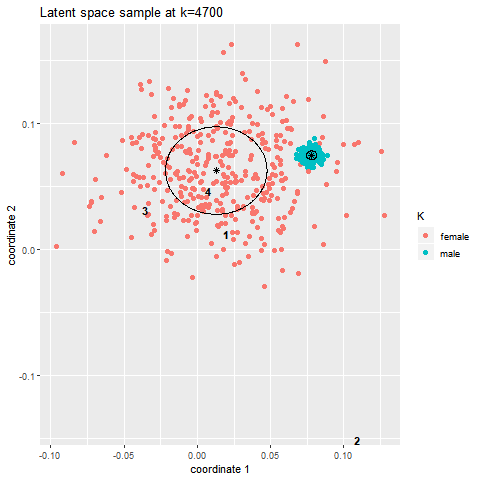 Latent space sample at k=4700
coordinate 2
0.1
0.0
-0.1
4
3
1
2
-0.10
-0.05
0.00
0.05
0.10
coordinate 1
K
female
male